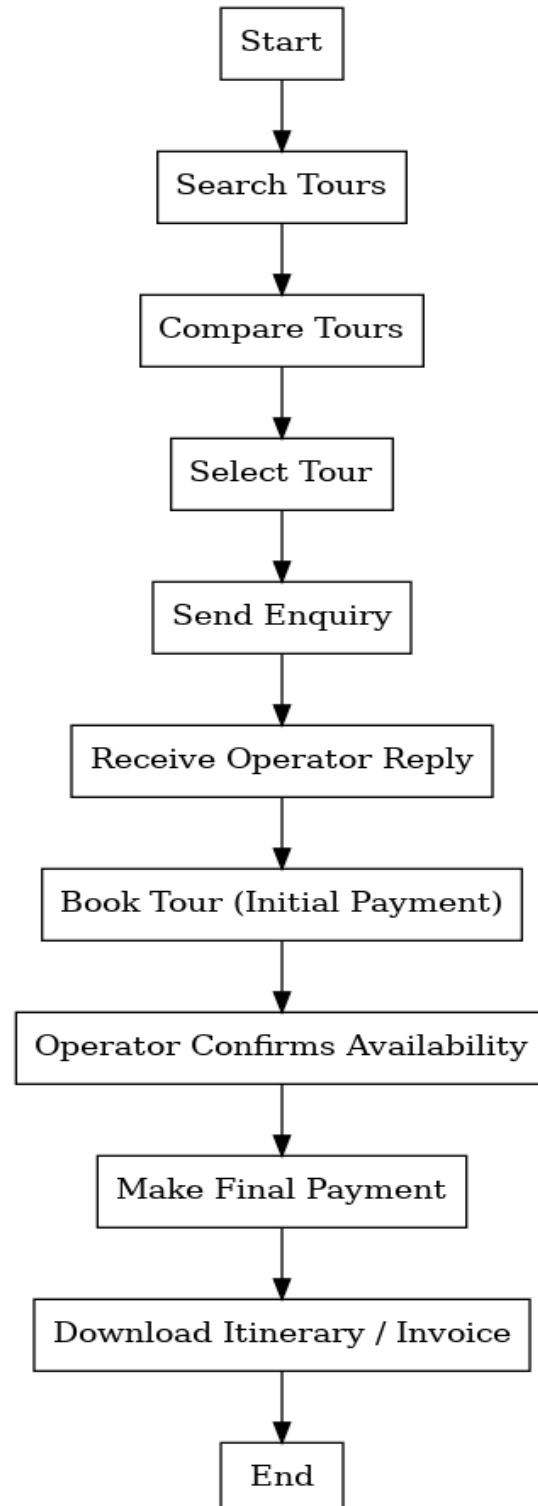 Start
Search Tours
Compare Tours
Select Tour
Send Enquiry
Receive Operator Reply
Book Tour (Initial Payment)
Operator Confirms Availability
Make Final Payment
Download Itinerary / Invoice
End